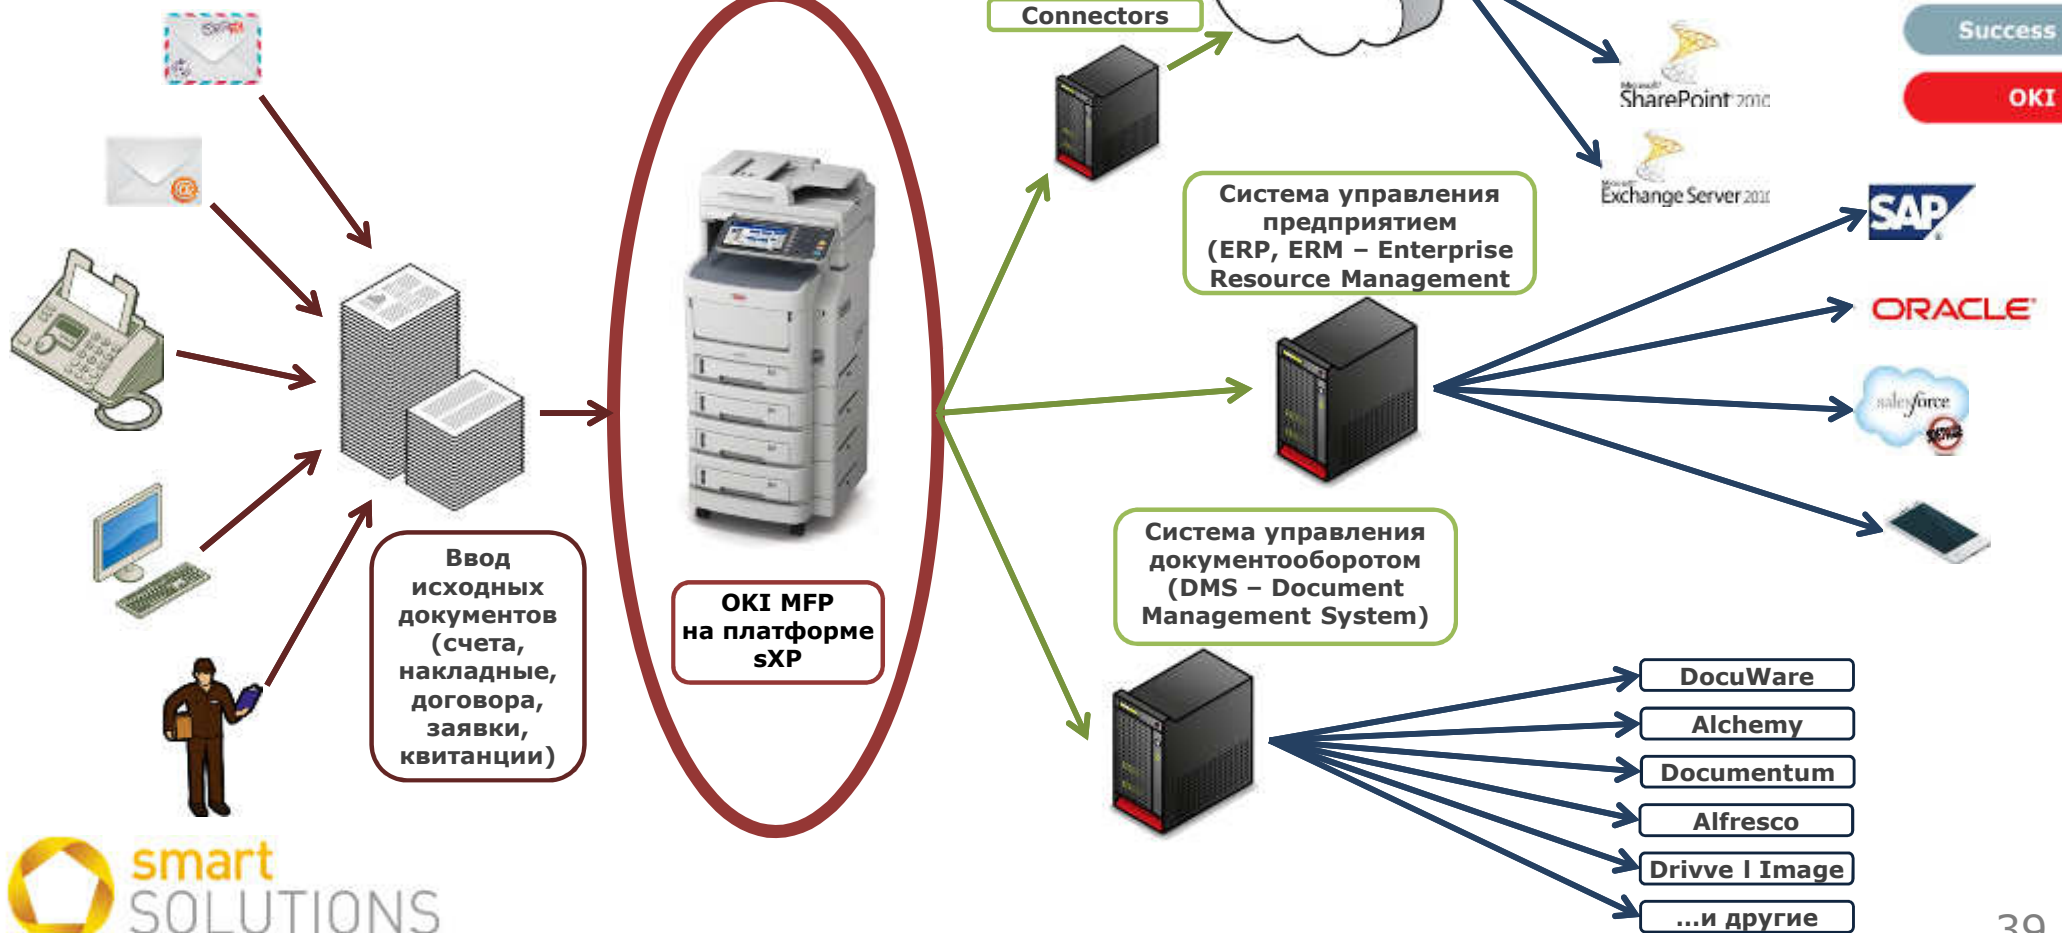 Connectors
Success
OKI
Microsoft
SharePoint 2010
Microsoft
Exchange Server 2010
Система управления
предприятием
(ERP, ERM – Enterprise
Resource Management
SAP
ORACLE
salesforce
Система управления
документооборотом
(DMS – Document
Management System)
Ввод
исходных
документов
(счета,
накладные,
договора,
заявки,
квитанции)
OKI MFP
на платформе
sXP
DocuWare
Alchemy
Documentum
Alfresco
Drivve l Image
...и другие
smart
SOLUTIONS
39